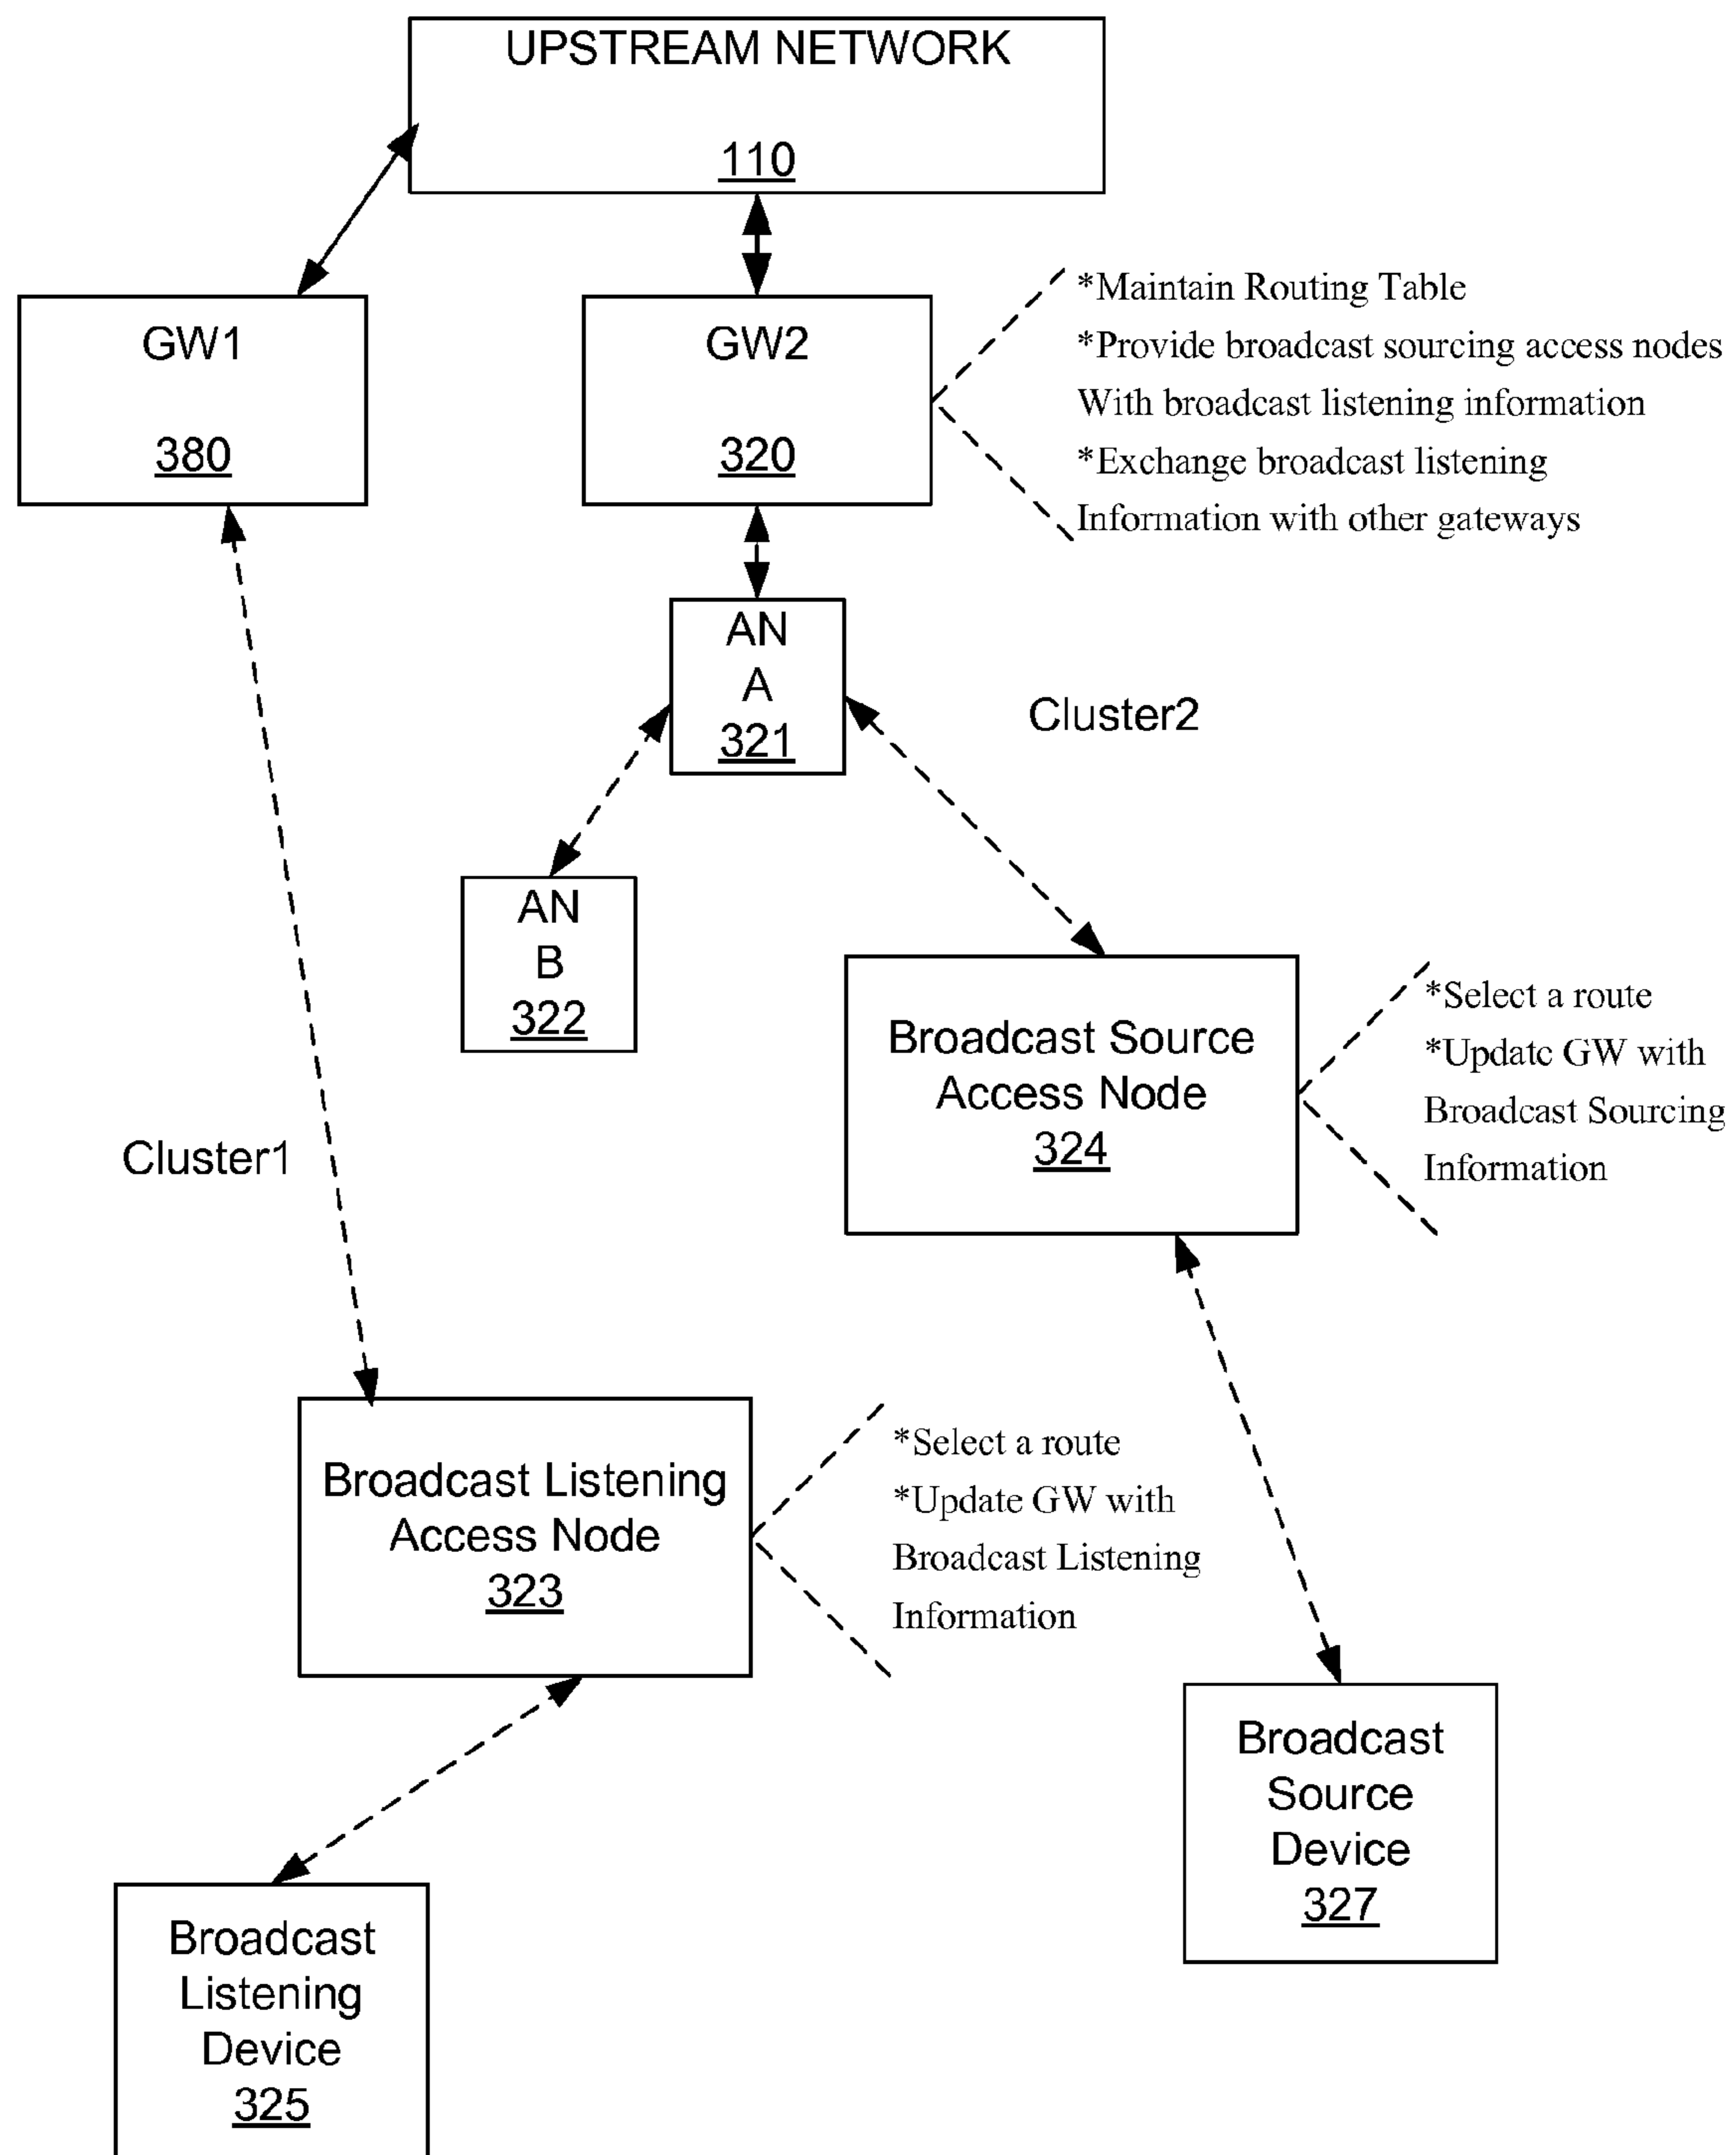 UPSTREAM NETWORK
110
GW1
380
GW2
320
*Maintain Routing Table
*Provide broadcast sourcing access nodes
With broadcast listening information
*Exchange broadcast listening
Information with other gateways
AN
A
321
Cluster2
AN
B
322
Broadcast Source
Access Node
324
*Select a route
*Update GW with
Broadcast Sourcing
Information
Cluster1
Broadcast Listening
Access Node
323
*Select a route
*Update GW with
Broadcast Listening
Information
Broadcast
Source
Device
327
Broadcast
Listening
Device
325